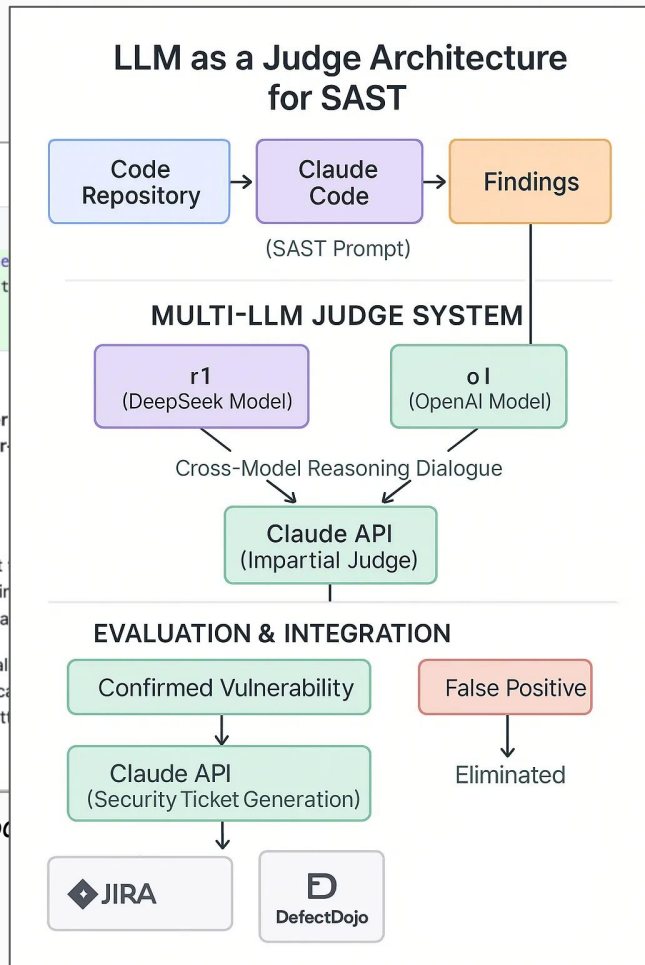 LLM as a Judge Architecture
for SAST
Code
Repository
Claude
Code
Findings
(SAST Prompt)
MULTI-LLM JUDGE SYSTEM
r1
(DeepSeek Model)
o1
(OpenAI Model)
Cross-Model Reasoning Dialogue
Claude API
(Impartial Judge)
EVALUATION & INTEGRATION
Confirmed Vulnerability
False Positive
Claude API
(Security Ticket Generation)
Eliminated
JIRA
DefectDojo